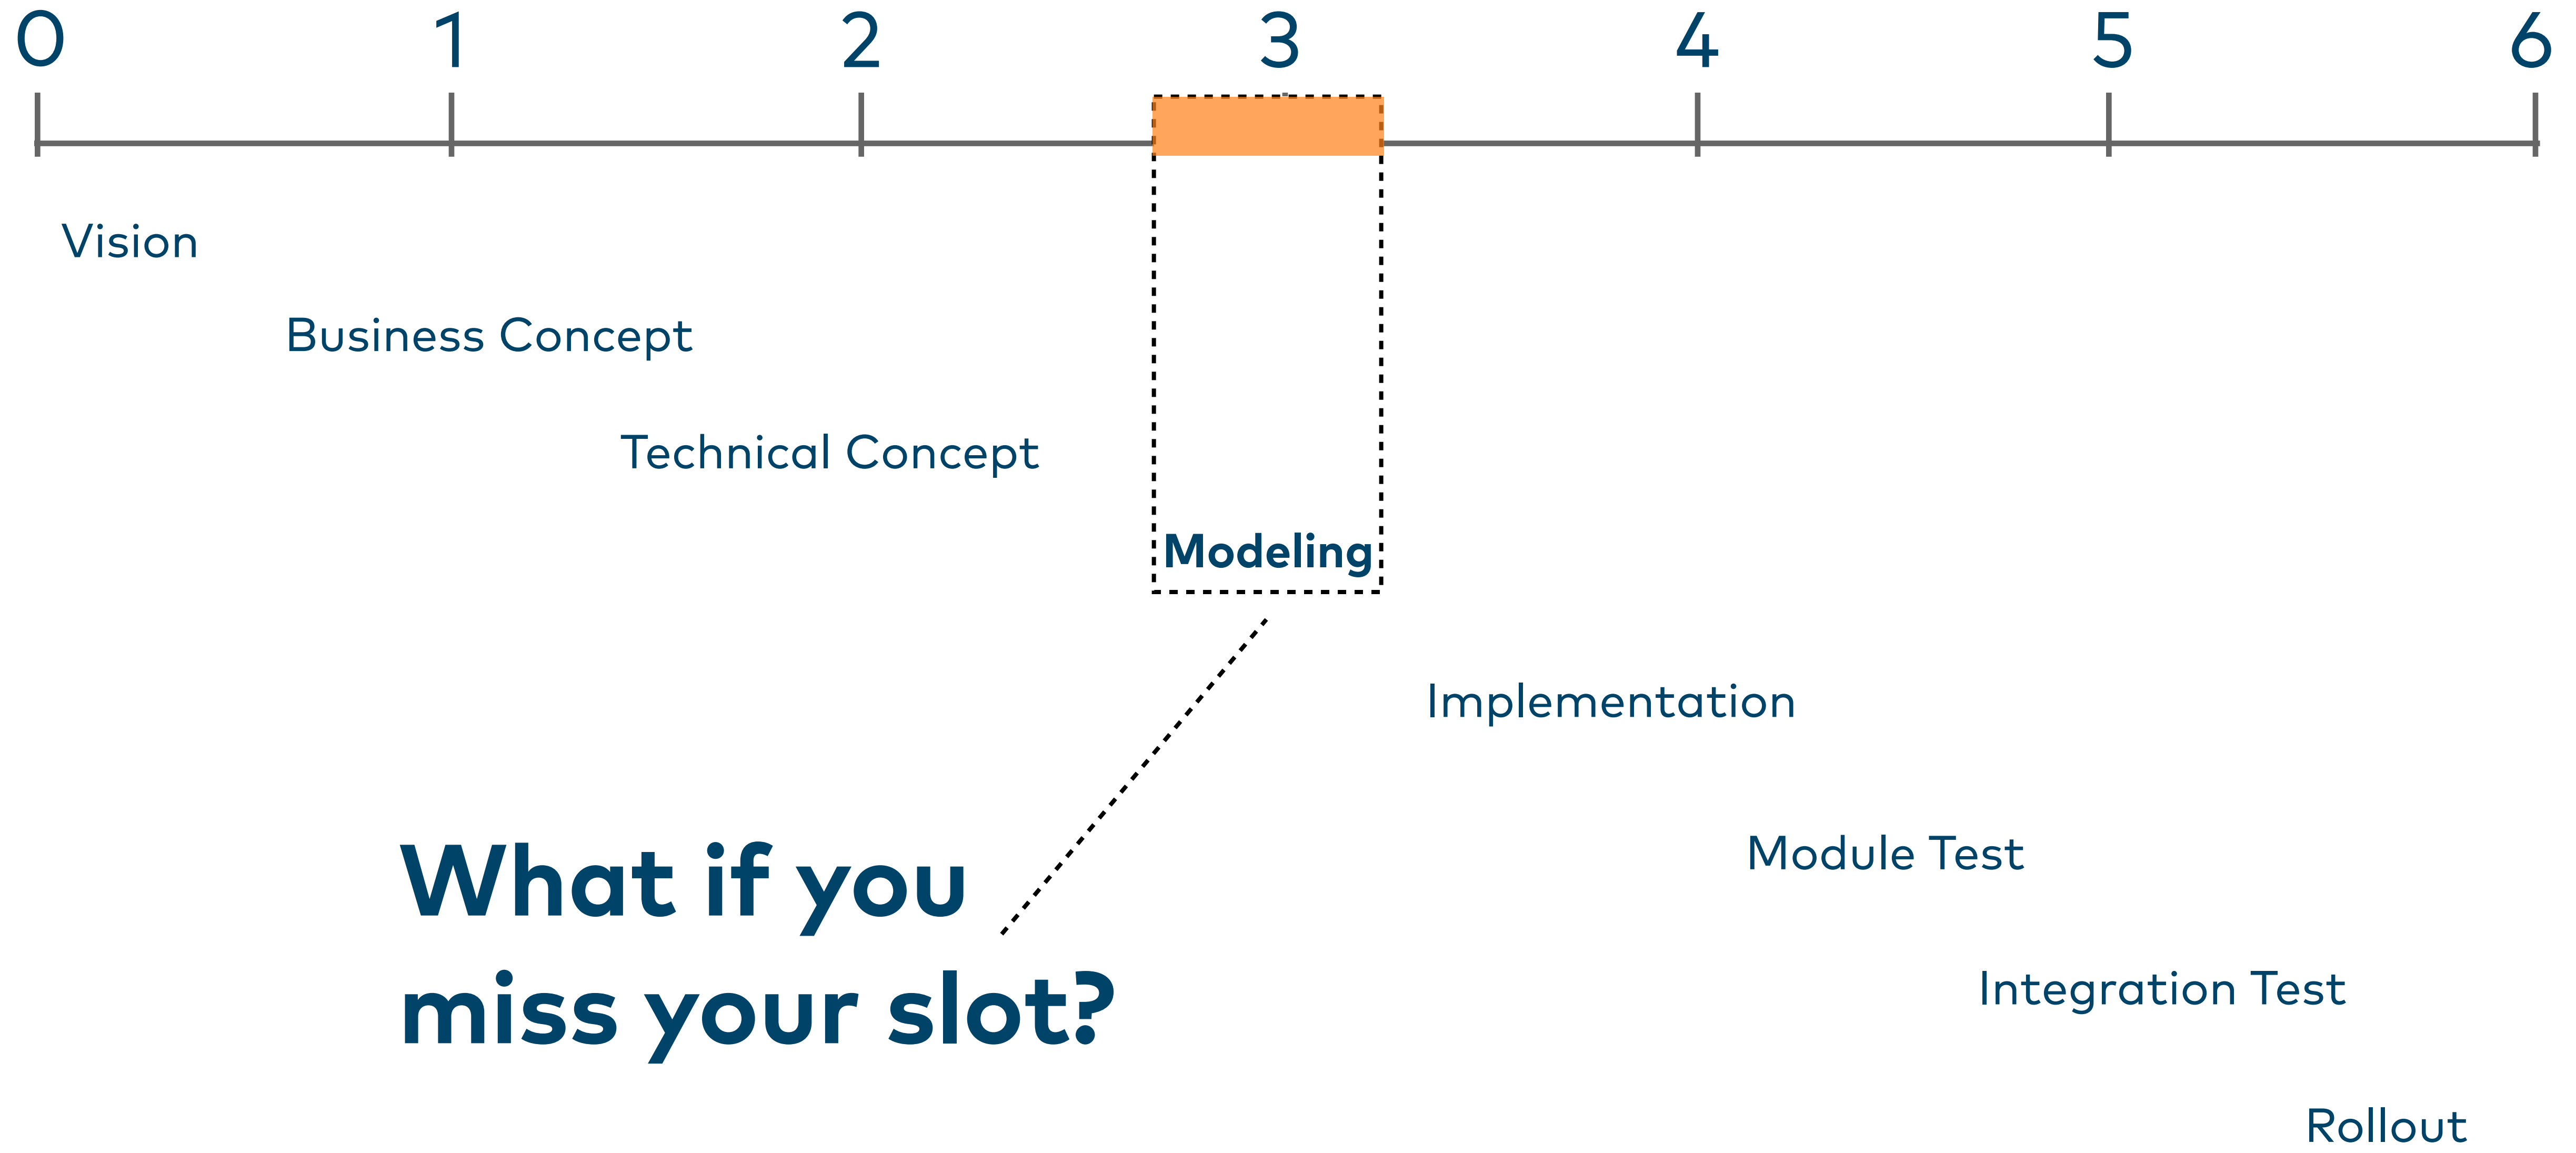 0 1 2 3 4 5 6
Vision
Business Concept
Technical Concept
Modeling
Implementation
What if you
miss your slot?
Module Test
Integration Test
Rollout